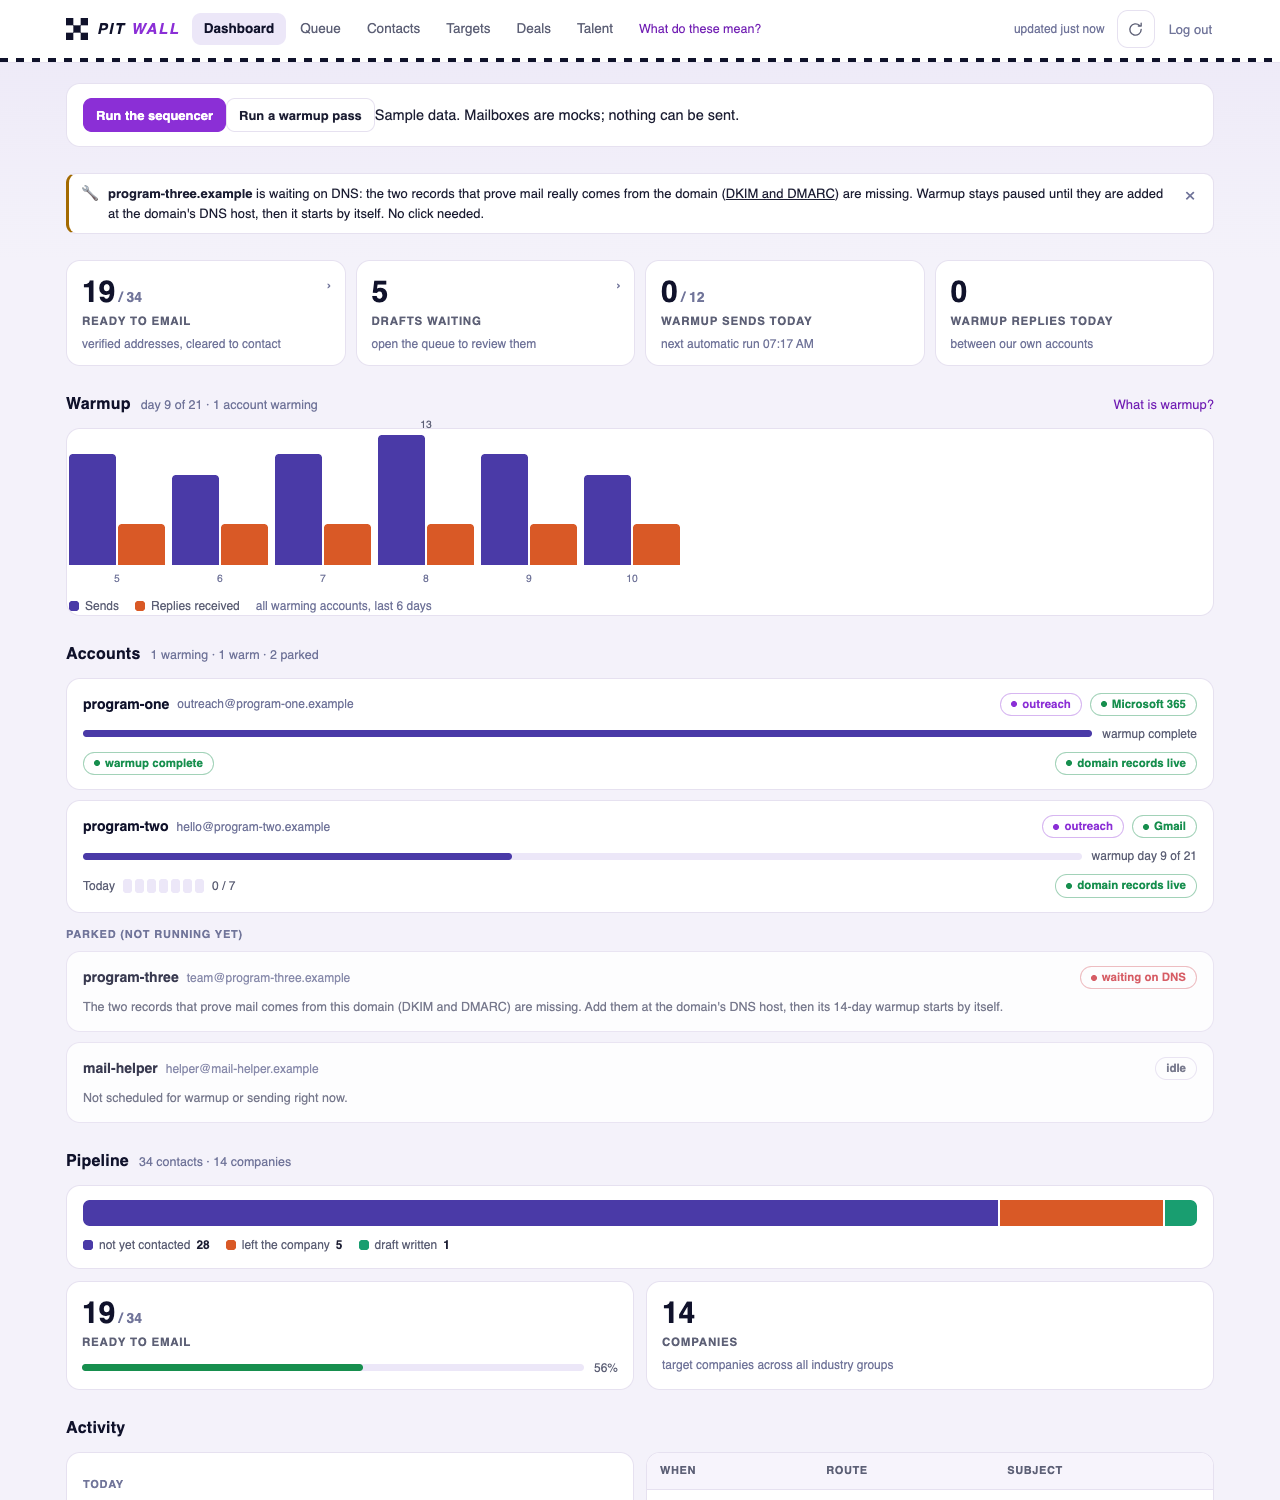 PIT WALL
Dashboard
Queue
Contacts
Targets
Deals
Talent
What do these mean?
updated just now
Log out
Run the sequencer
Run a warmup pass
Sample data. Mailboxes are mocks; nothing can be sent.
program-three.example is waiting on DNS: the two records that prove mail really comes from the domain (DKIM and DMARC) are missing. Warmup stays paused until they are added
at the domain's DNS host, then it starts by itself. No click needed.
19 / 34
READY TO EMAIL
verified addresses, cleared to contact
5
DRAFTS WAITING
open the queue to review them
0 / 12
WARMUP SENDS TODAY
next automatic run 07:17 AM
0
WARMUP REPLIES TODAY
between our own accounts
Warmup day 9 of 21 · 1 account warming
What is warmup?
13
5 6 7 8 9 10
Sends Replies received all warming accounts, last 6 days
Accounts 1 warming · 1 warm · 2 parked
program-one outreach@program-one.example
outreach
Microsoft 365
warmup complete
warmup complete
domain records live
program-two hello@program-two.example
outreach
Gmail
warmup day 9 of 21
Today 0 / 7
domain records live
PARKED (NOT RUNNING YET)
program-three team@program-three.example
waiting on DNS
The two records that prove mail comes from this domain (DKIM and DMARC) are missing. Add them at the domain's DNS host, then its 14-day warmup starts by itself.
mail-helper helper@mail-helper.example
idle
Not scheduled for warmup or sending right now.
Pipeline 34 contacts · 14 companies
not yet contacted 28 left the company 5 draft written 1
19 / 34
READY TO EMAIL
56%
14
COMPANIES
target companies across all industry groups
Activity
TODAY
WHEN ROUTE SUBJECT